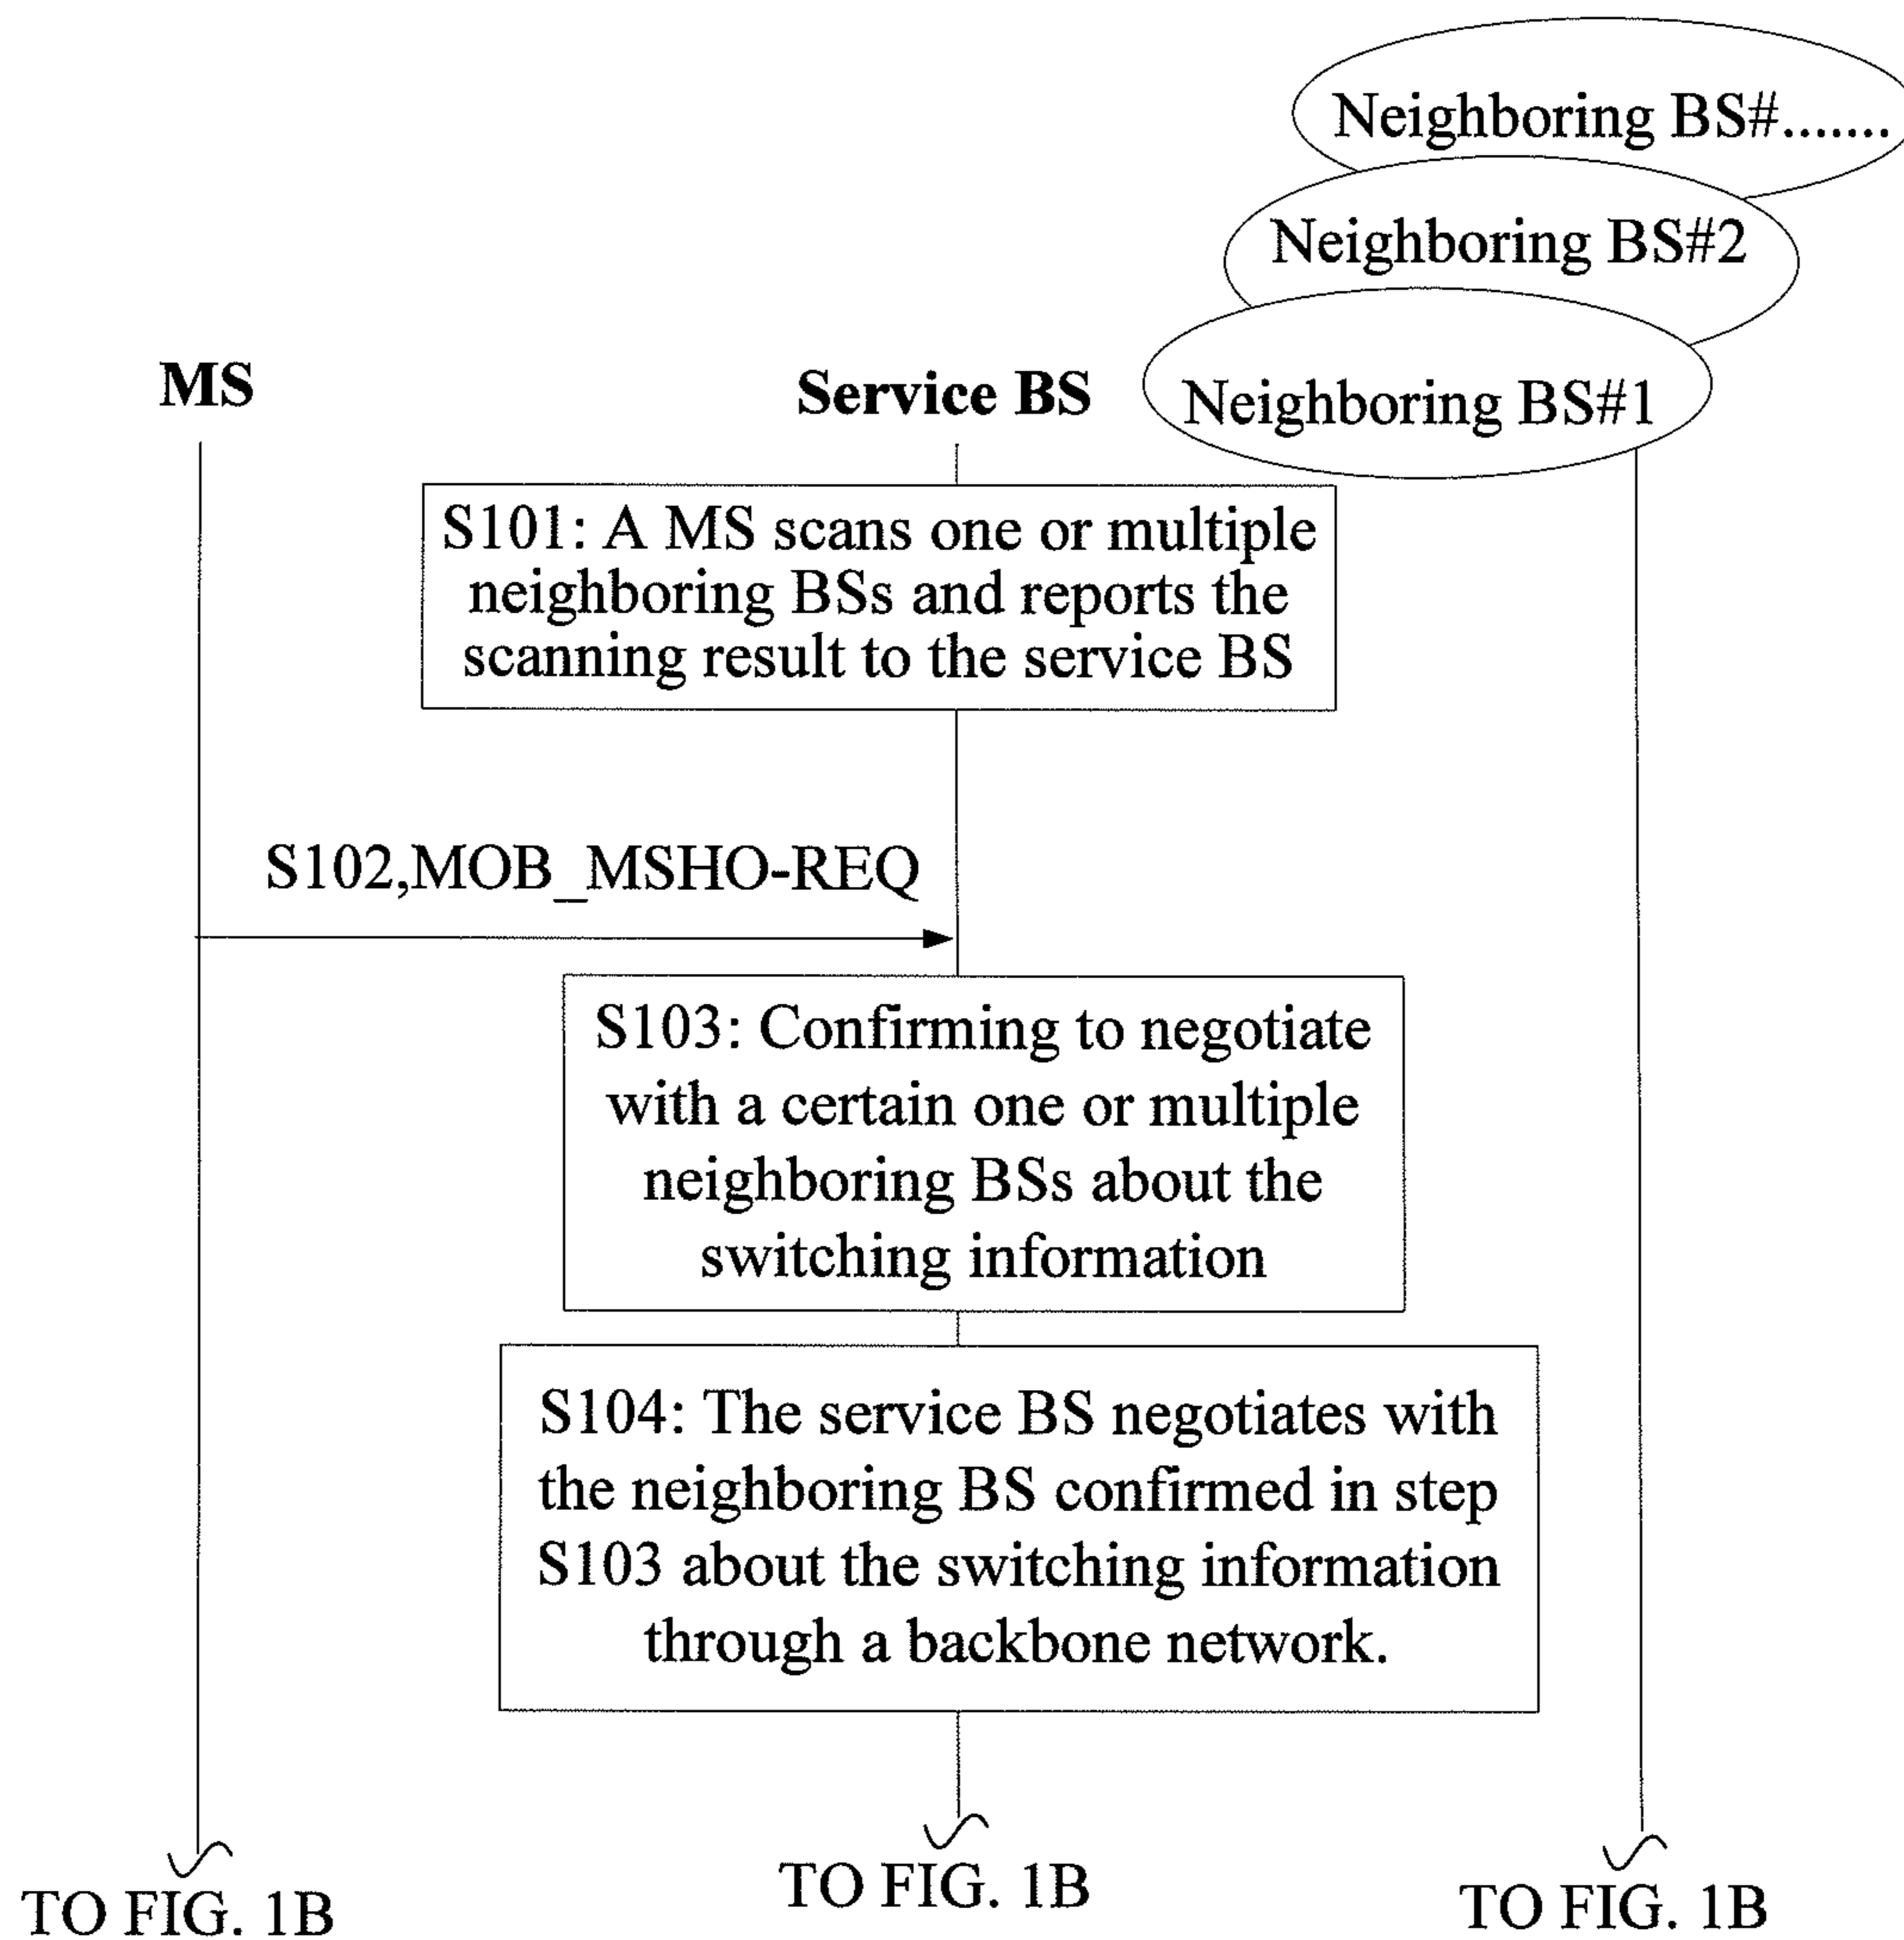 Neighboring BS#.......
Neighboring BS#2
Neighboring BS#1
MS
Service BS
S101: A MS scans one or multiple
neighboring BSs and reports the
scanning result to the service BS
S102,MOB_MSHO-REQ
S103: Confirming to negotiate
with a certain one or multiple
neighboring BSs about the
switching information
S104: The service BS negotiates with
the neighboring BS confirmed in step
S103 about the switching information
through a backbone network.
TO FIG. 1B
TO FIG. 1B
TO FIG. 1B